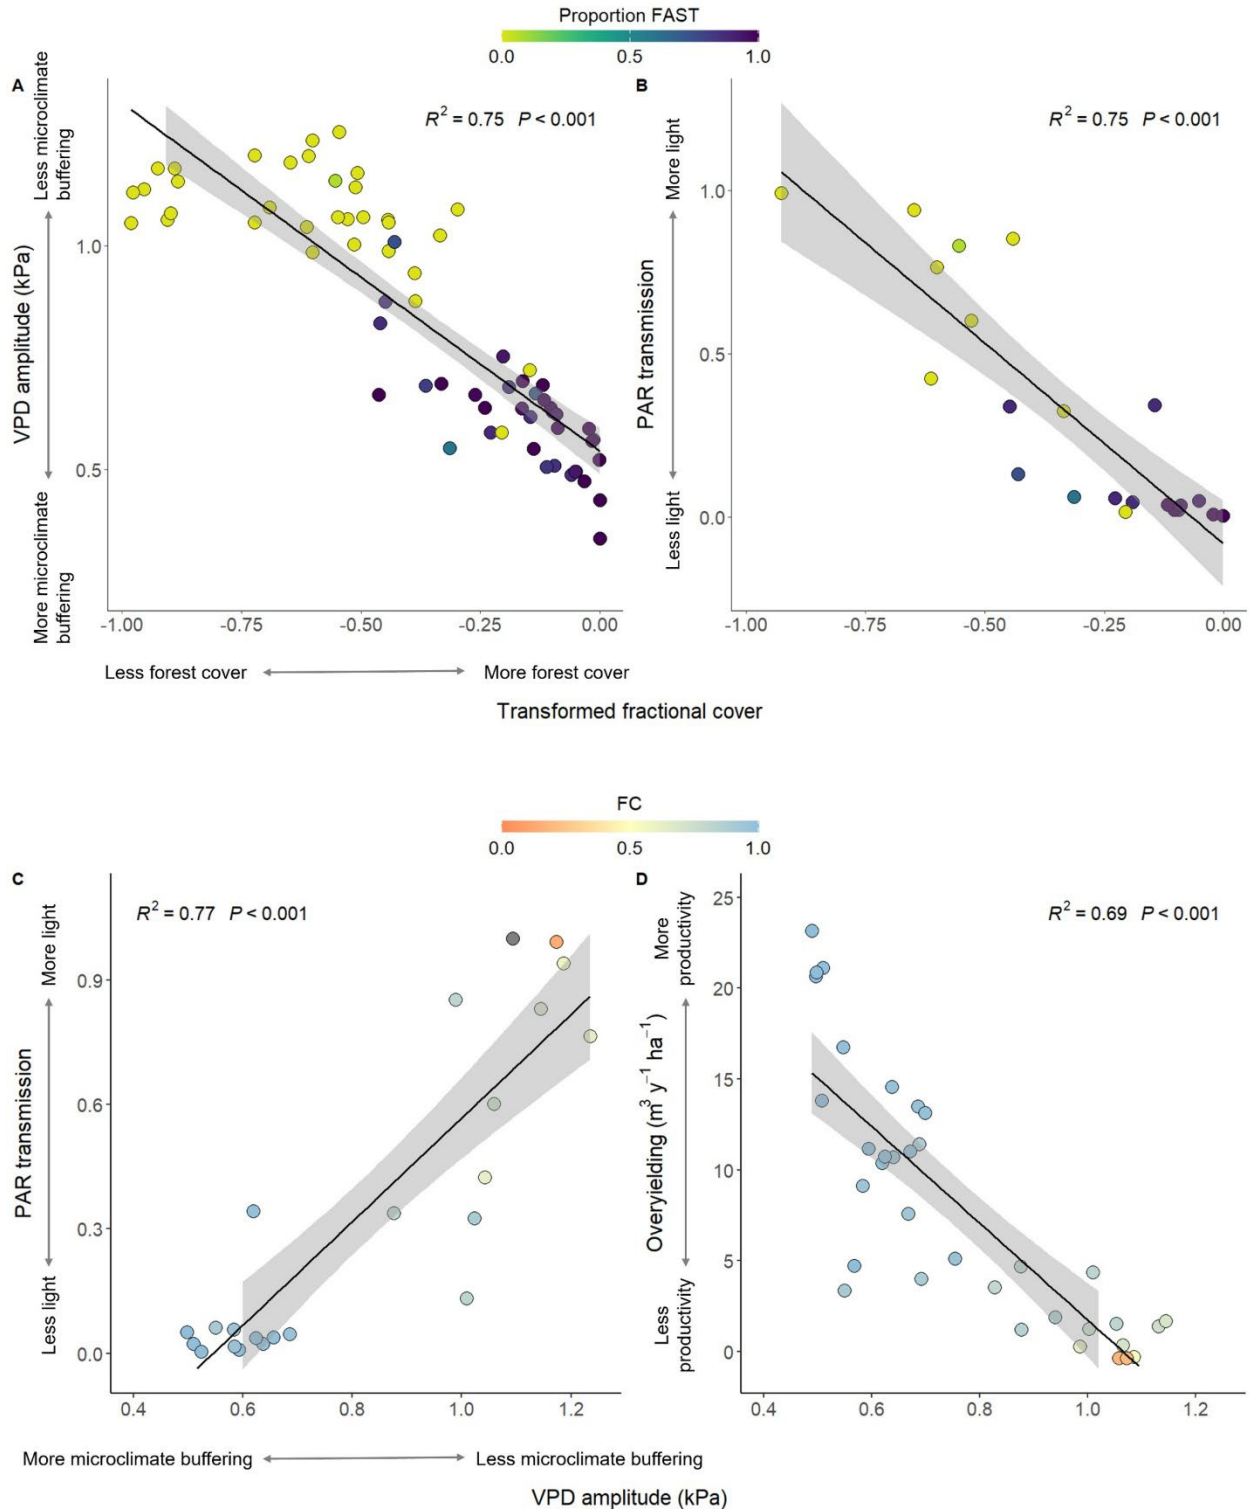 Proportion FAST
0.0 0.5 1.0
A
B
R² = 0.75 P < 0.001
R² = 0.75 P < 0.001
Less microclimate
buffering
VPD amplitude (kPa)
More microclimate
buffering
1.0
0.5
More light
PAR transmission
Less light
1.0
0.5
0.0
-1.00 -0.75 -0.50 -0.25 0.00
-1.00 -0.75 -0.50 -0.25 0.00
Less forest cover More forest cover
Transformed fractional cover
FC
0.0 0.5 1.0
C
D
R² = 0.77 P < 0.001
R² = 0.69 P < 0.001
More light
PAR transmission
Less light
0.9
0.6
0.3
0.0
More
productivity
Overyielding (m³ y⁻¹ ha⁻¹)
Less
productivity
25
20
15
10
5
0
0.4 0.6 0.8 1.0 1.2
0.4 0.6 0.8 1.0 1.2
More microclimate buffering Less microclimate buffering
VPD amplitude (kPa)